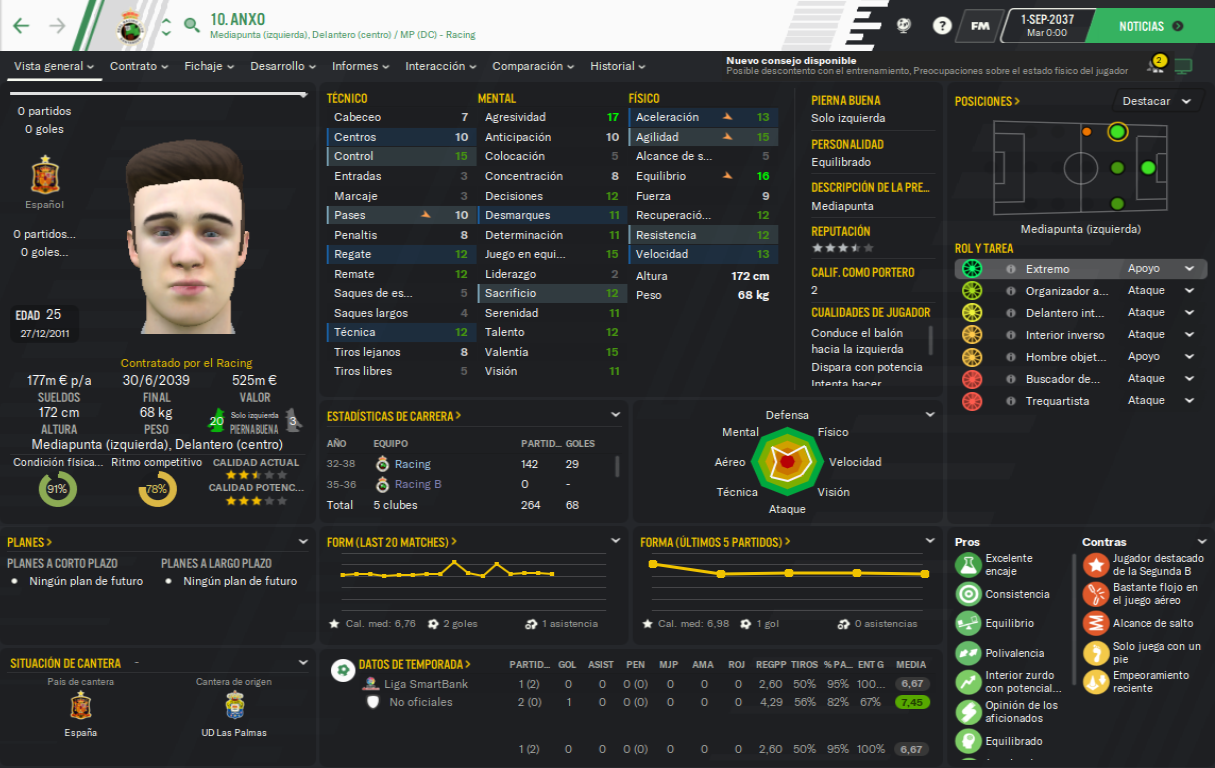 10. ANXO
Mediapunta (izquierda), Delantero (centro) / MP (DC) - Racing
?
FM
1-SEP-2037
Mar 0:00
NOTICIAS
Vista general
Contrato
Fichaje
Desarrollo
Informes
Interacción
Comparación
Historial
Nuevo consejo disponible
Posible descontento con el entrenamiento, Preocupaciones sobre el estado físico del jugador
2
0 partidos
0 goles
Español
0 partidos...
0 goles...
EDAD 25
27/12/2011
Contratado por el Racing
177m € p/a
SUELDOS
30/6/2039
FINAL
525m €
VALOR
172 cm
ALTURA
68 kg
PESO
20
Solo izquierda
PIERNA BUENA
3
Mediapunta (izquierda), Delantero (centro)
Condición física...
91%
Ritmo competitivo
78%
CALIDAD ACTUAL
CALIDAD POTENC...
TÉCNICO
Cabeceo 7
Centros 10
Control 15
Entradas 3
Marcaje 3
Pases 10
Penaltis 8
Regate 12
Remate 12
Saques de es... 5
Saques largos 4
Técnica 12
Tiros lejanos 8
Tiros libres 5
MENTAL
Agresividad 17
Anticipación 10
Colocación 5
Concentración 8
Decisiones 12
Desmarques 11
Determinación 11
Juego en equi... 15
Liderazgo 2
Sacrificio 12
Serenidad 11
Talento 12
Valentía 15
Visión 11
FÍSICO
Aceleración 13
Agilidad 15
Alcance de s... 5
Equilibrio 16
Fuerza 9
Recuperació... 12
Resistencia 12
Velocidad 13
Altura 172 cm
Peso 68 kg
PIERNA BUENA
Solo izquierda
PERSONALIDAD
Equilibrado
DESCRIPCIÓN DE LA PRE...
Mediapunta
REPUTACIÓN
CALIF. COMO PORTERO
2
CUALIDADES DE JUGADOR
Conduce el balón
hacia la izquierda
Dispara con potencia
Intenta hacer
POSICIONES >
Destacar
Mediapunta (izquierda)
ROL Y TAREA
Extremo Apoyo
Organizador a... Ataque
Delantero int... Ataque
Interior inverso Ataque
Hombre objet... Apoyo
Buscador de... Ataque
Trequartista Ataque
ESTADÍSTICAS DE CARRERA >
AÑO EQUIPO PARTID... GOLES
32-38 Racing 142 29
35-36 Racing B 0 -
Total 5 clubes 264 68
Defensa
Mental
Físico
Aéreo
Velocidad
Técnica
Visión
Ataque
PLANES >
PLANES A CORTO PLAZO
Ningún plan de futuro
PLANES A LARGO PLAZO
Ningún plan de futuro
FORM (LAST 20 MATCHES) >
Cal. med: 6,76 2 goles 1 asistencia
FORMA (ÚLTIMOS 5 PARTIDOS) >
Cal. med: 6,98 1 gol 0 asistencias
Pros
Excelente
encaje
Consistencia
Equilibrio
Polivalencia
Interior zurdo
con potencial...
Opinión de los
aficionados
Equilibrado
Contras
Jugador destacado
de la Segunda B
Bastante flojo en
el juego aéreo
Alcance de salto
Solo juega con un
pie
Empeoramiento
reciente
SITUACIÓN DE CANTERA -
País de cantera
España
Cantera de origen
UD Las Palmas
DATOS DE TEMPORADA > PARTID... GOL ASIST PEN MJP AMA ROJ REGPP TIROS % PA... ENT G MEDIA
Liga SmartBank 1 (2) 0 0 0 (0) 0 0 0 2,60 50% 95% 100... 6,67
No oficiales 2 (0) 1 0 0 (0) 0 0 0 4,29 56% 82% 67% 7,45
1 (2) 0 0 0 (0) 0 0 0 2,60 50% 95% 100% 6,67